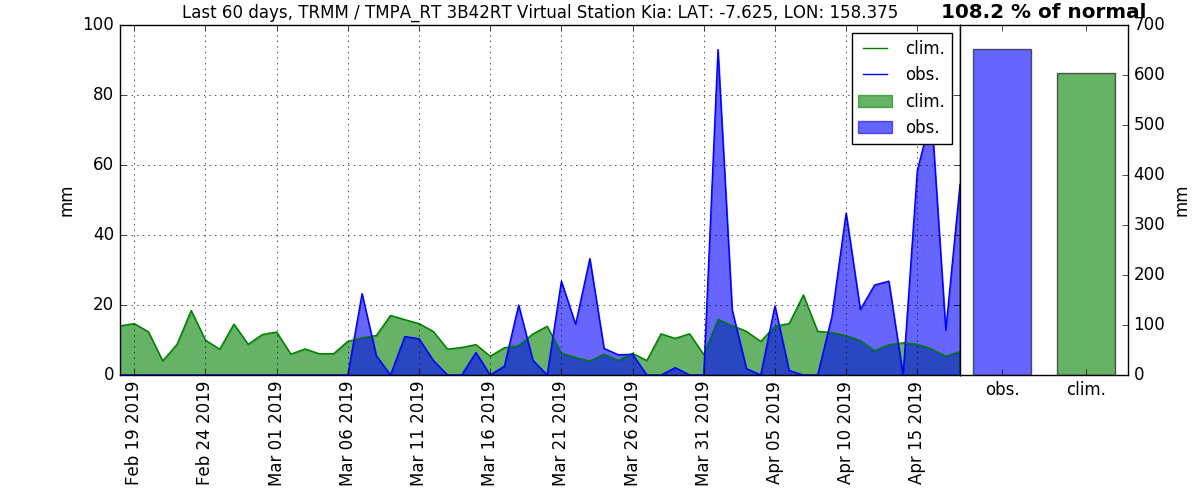 Last 60 days, TRMM / TMPA_RT 3B42RT Virtual Station Kia: LAT: -7.625, LON: 158.375
108.2 % of normal
100
80
60
40
20
0
mm
clim.
obs.
clim.
obs.
Feb 19 2019
Feb 24 2019
Mar 01 2019
Mar 06 2019
Mar 11 2019
Mar 16 2019
Mar 21 2019
Mar 26 2019
Mar 31 2019
Apr 05 2019
Apr 10 2019
Apr 15 2019
700
600
500
400
300
200
100
0
mm
obs.
clim.